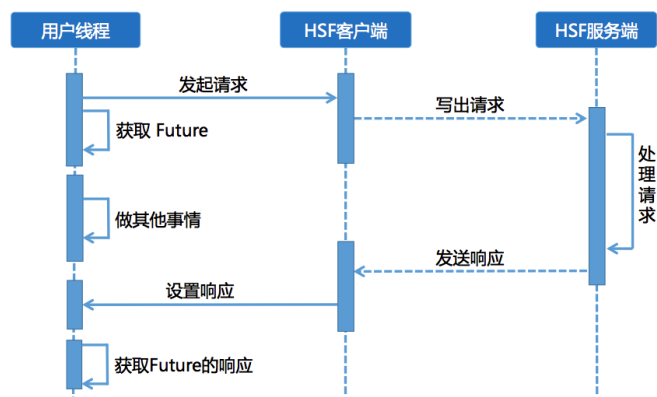 用户线程
HSF客户端
HSF服务端
发起请求
写出请求
获取 Future
处理请求
做其他事情
发送响应
设置响应
获取Future的响应